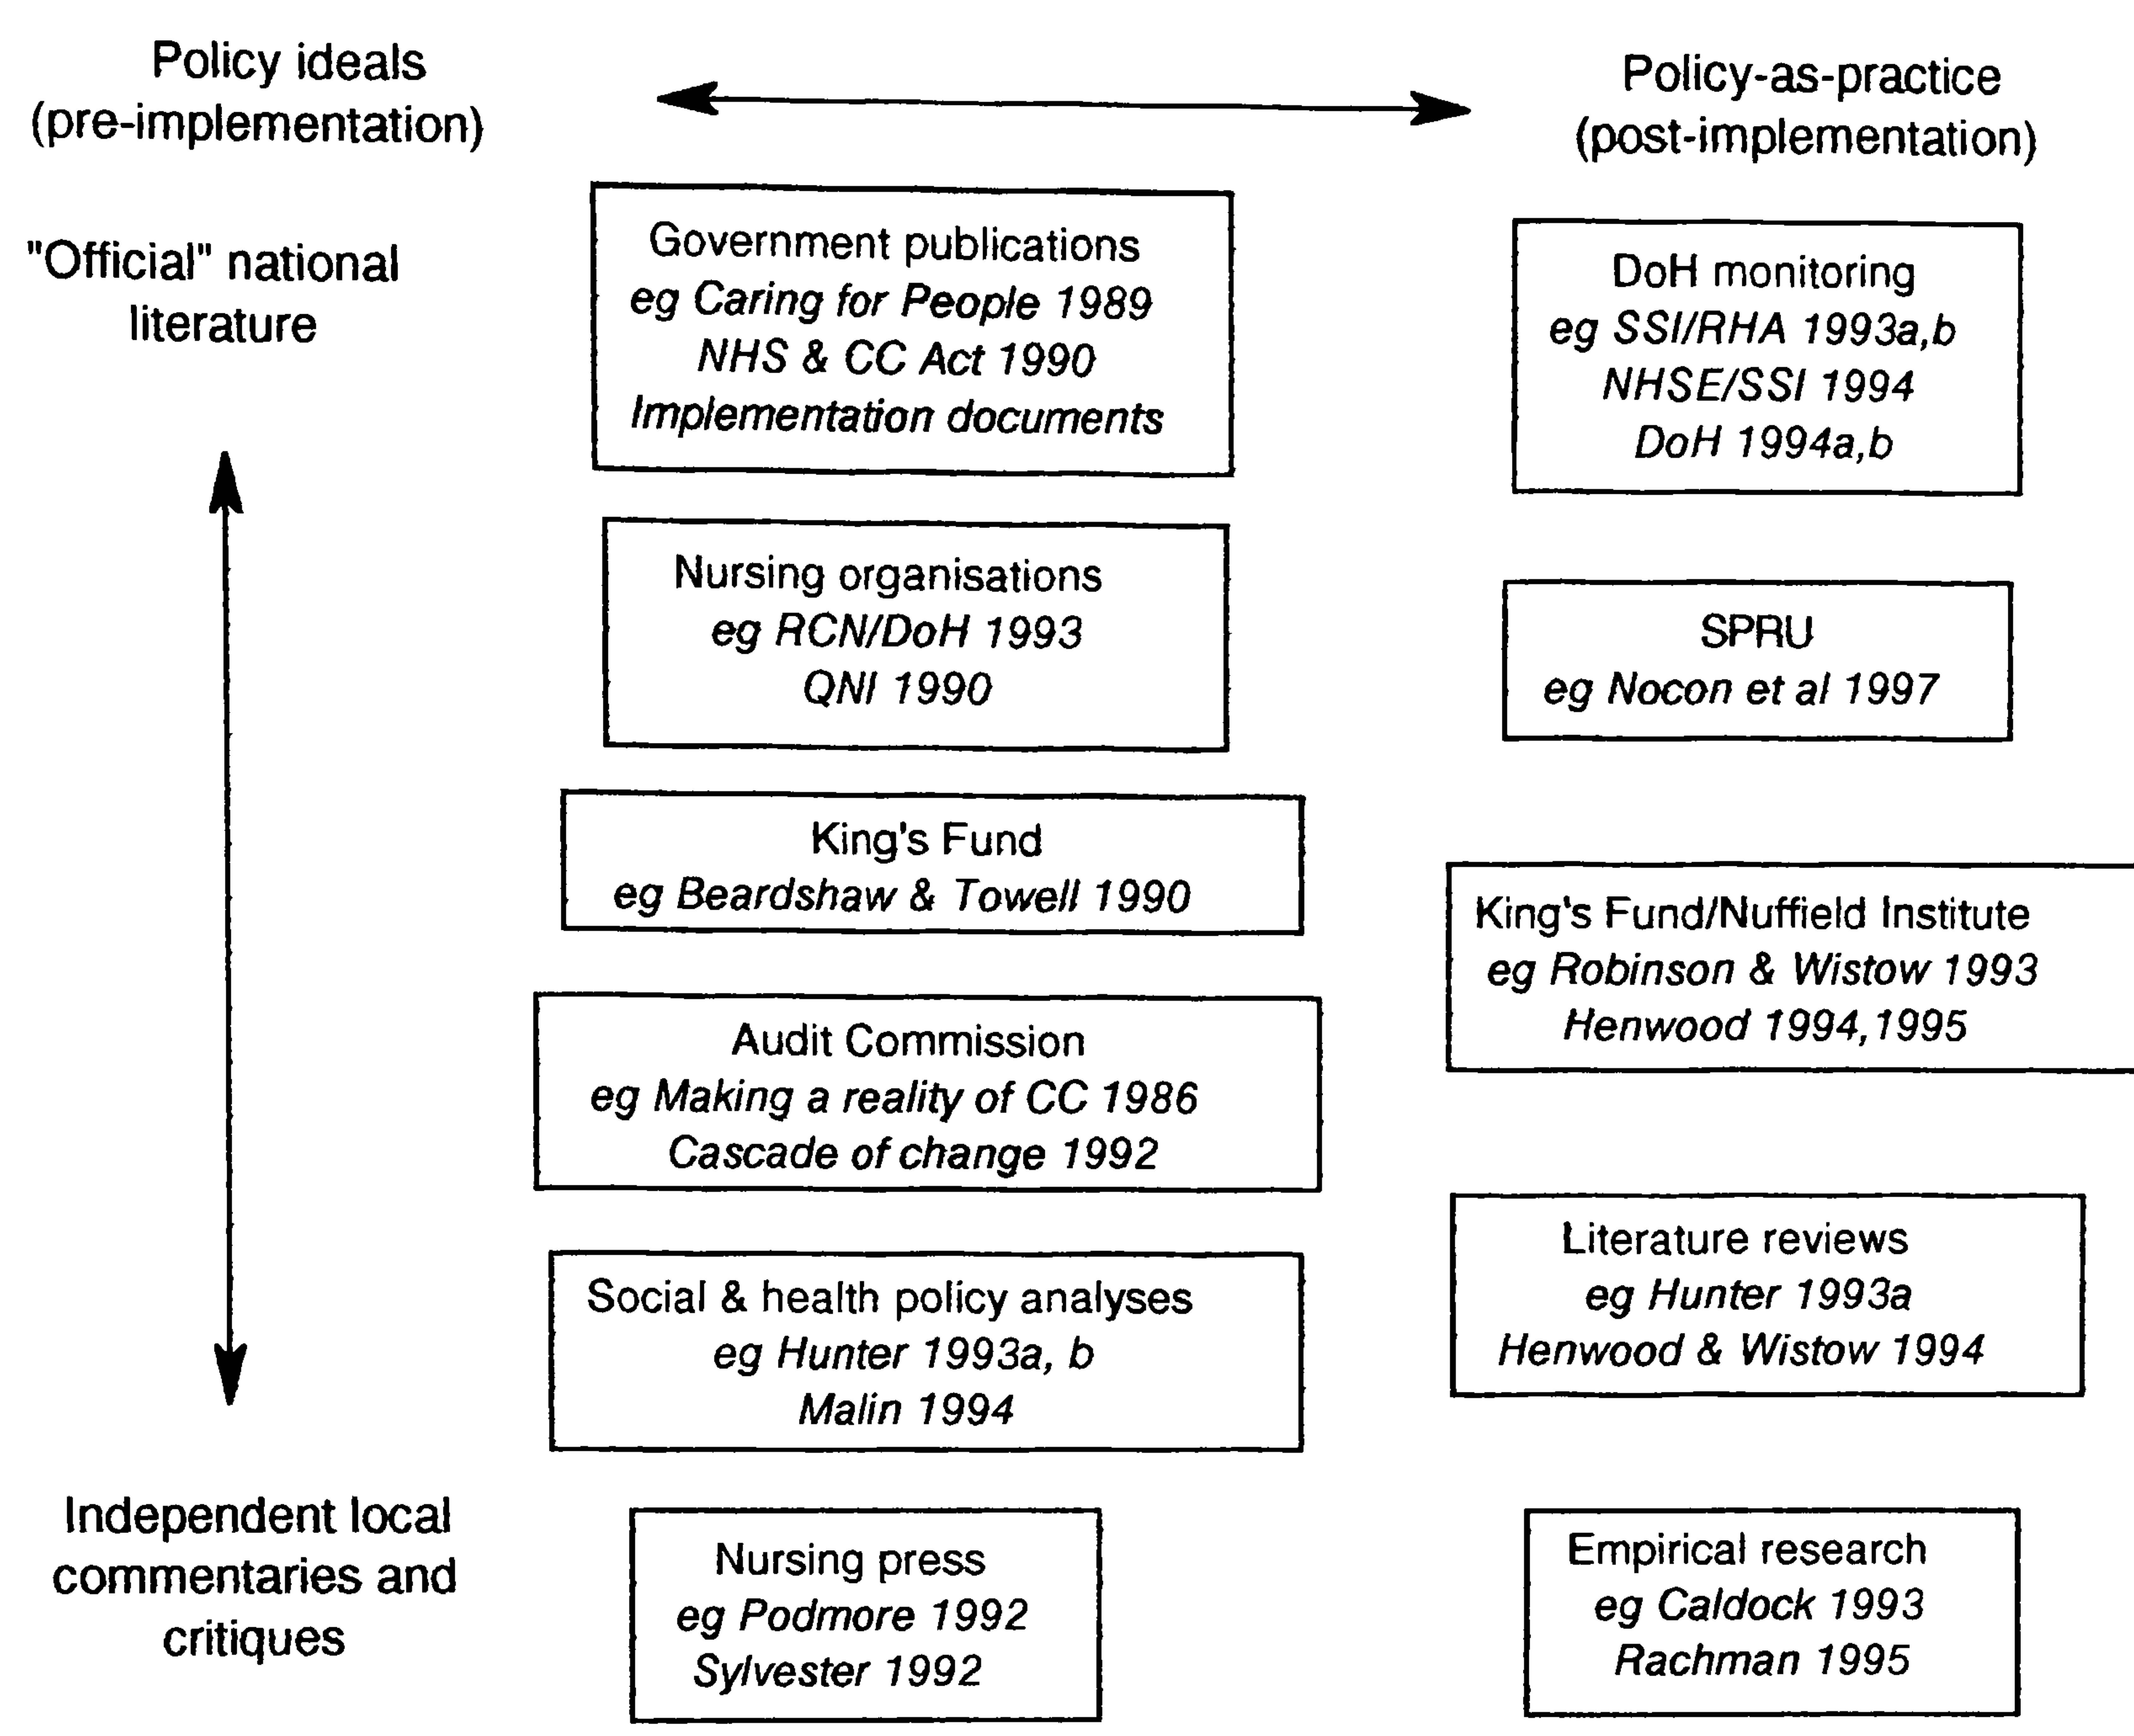 Policy ideals
(pre-implementation)
Policy-as-practice
(post-implementation)
"Official" national
literature
Government publications
eg Caring for People 1989
NHS & CC Act 1990
Implementation documents
DoH monitoring
eg SSI/RHA 1993a,b
NHSE/SSI 1994
DoH 1994a,b
Nursing organisations
eg RCN/DoH 1993
QNI 1990
SPRU
eg Nocon et al 1997
King's Fund
eg Beardshaw & Towell 1990
King's Fund/Nuffield Institute
eg Robinson & Wistow 1993
Henwood 1994,1995
Audit Commission
eg Making a reality of CC 1986
Cascade of change 1992
Literature reviews
eg Hunter 1993a
Henwood & Wistow 1994
Social & health policy analyses
eg Hunter 1993a, b
Malin 1994
Independent local
commentaries and
critiques
Nursing press
eg Podmore 1992
Sylvester 1992
Empirical research
eg Caldock 1993
Rachman 1995